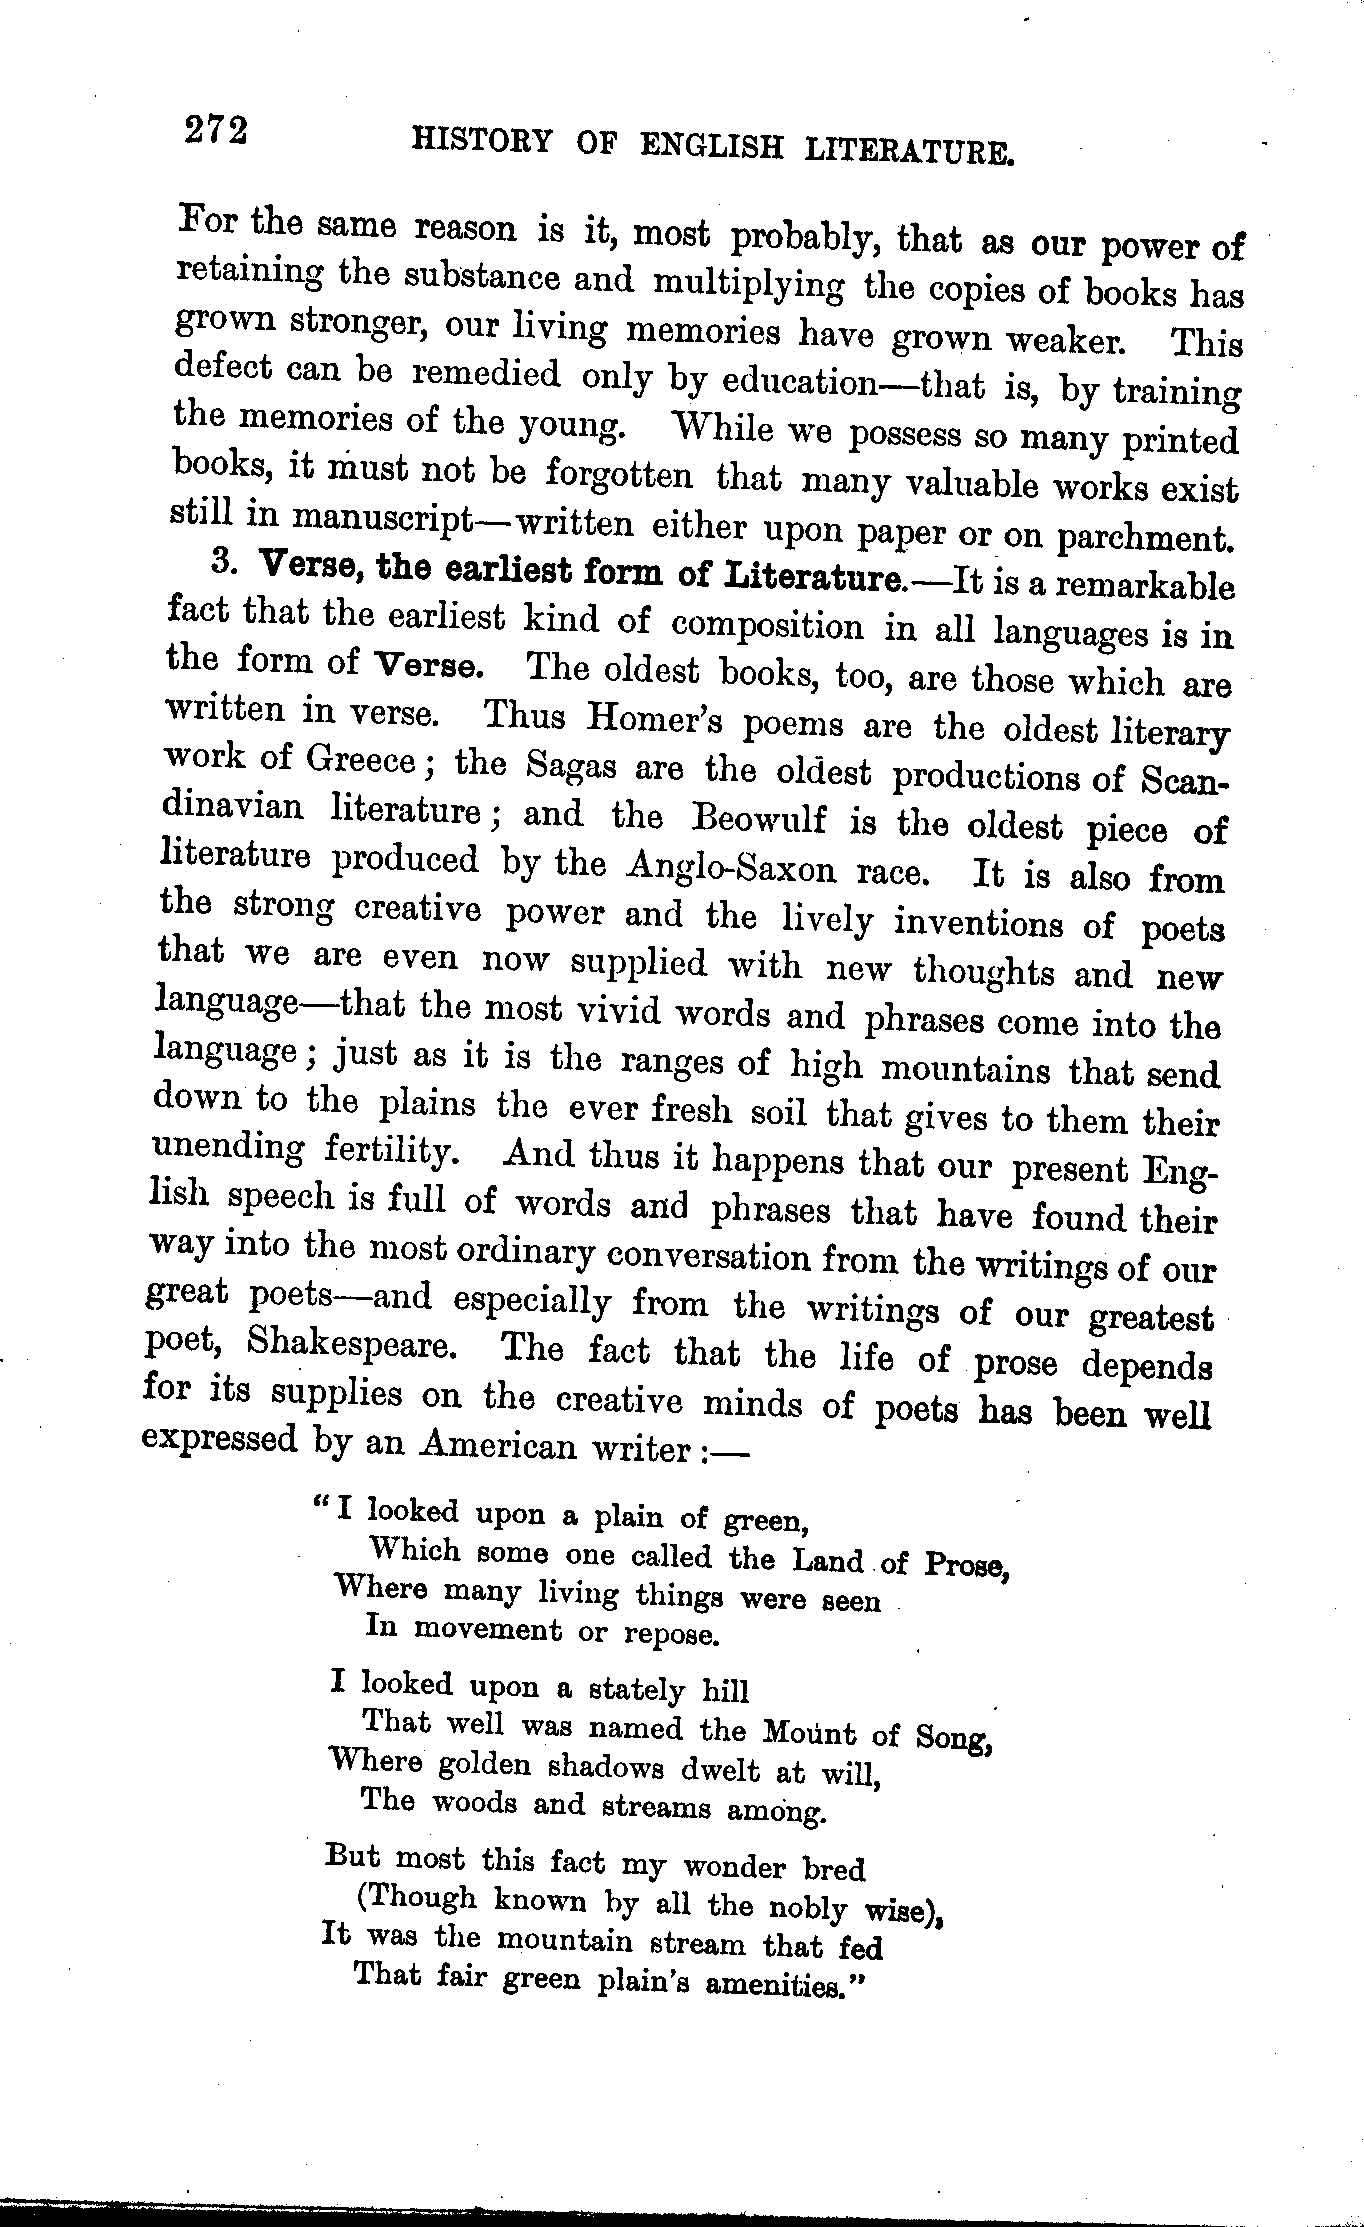 272 HISTORY OF ENGLISH LITERATURE.
For the same reason is it, most probably, that as our power of
retaining the substance and multiplying the copies of books has
grown stronger, our living memories have grown weaker. This
defect can be remedied only by education—that is, by training
the memories of the young. While we possess so many printed
books, it must not be forgotten that many valuable works exist
still in manuscript—written either upon paper or on parchment.
3. Verse, the earliest form of Literature.—It is a remarkable
fact that the earliest kind of composition in all languages is in
the form of Verse. The oldest books, too, are those which are
written in verse. Thus Homer's poems are the oldest literary
work of Greece; the Sagas are the oldest productions of Scan-
dinavian literature; and the Beowulf is the oldest piece of
literature produced by the Anglo-Saxon race. It is also from
the strong creative power and the lively inventions of poets
that we are even now supplied with new thoughts and new
language—that the most vivid words and phrases come into the
language; just as it is the ranges of high mountains that send
down to the plains the ever fresh soil that gives to them their
unending fertility. And thus it happens that our present Eng-
lish speech is full of words and phrases that have found their
way into the most ordinary conversation from the writings of our
great poets—and especially from the writings of our greatest
poet, Shakespeare. The fact that the life of prose depends
for its supplies on the creative minds of poets has been well
expressed by an American writer:—
"I looked upon a plain of green,
Which some one called the Land of Prose,
Where many living things were seen
In movement or repose.
I looked upon a stately hill
That well was named the Mount of Song,
Where golden shadows dwelt at will,
The woods and streams among.
But most this fact my wonder bred
(Though known by all the nobly wise),
It was the mountain stream that fed
That fair green plain's amenities."